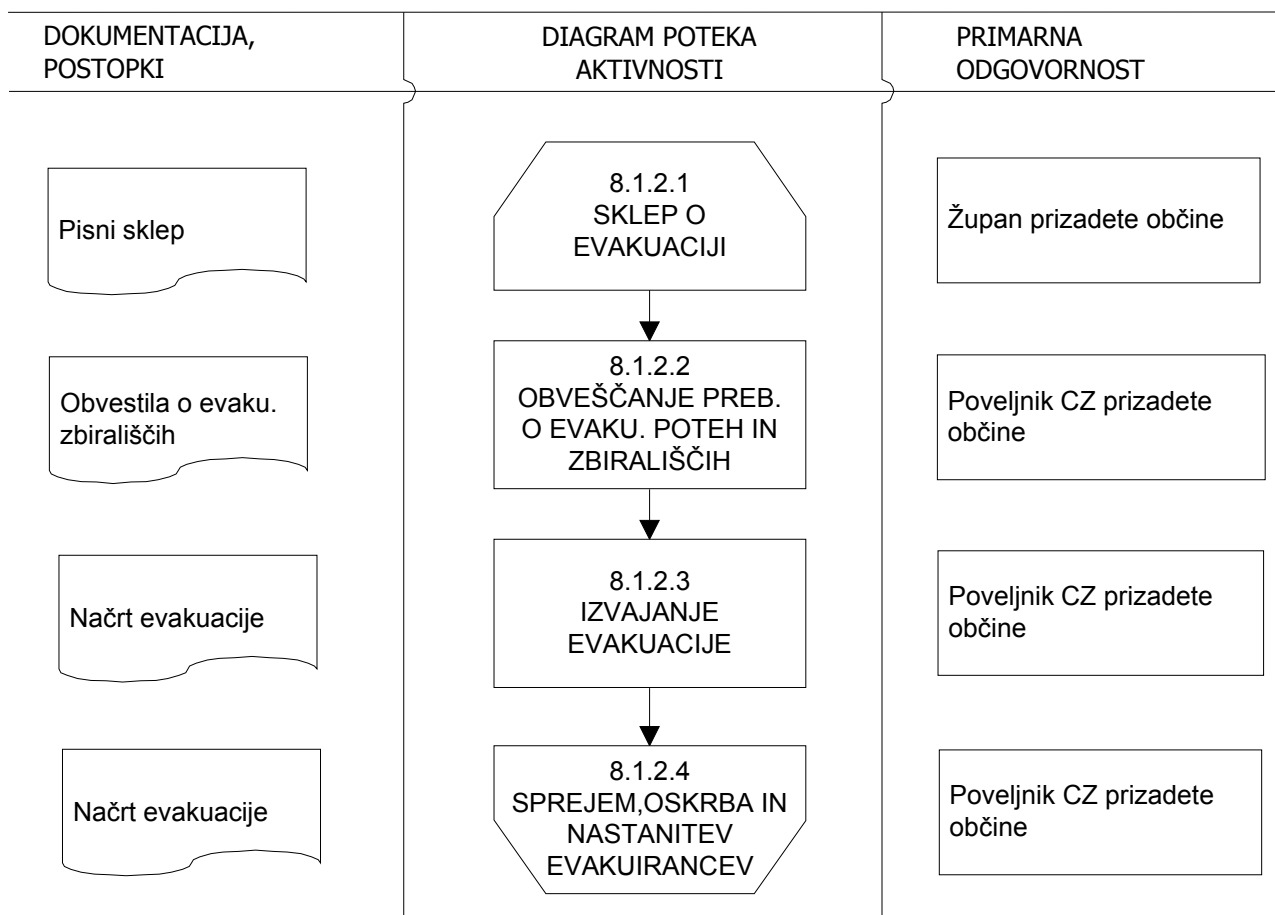 DOKUMENTACIJA,
POSTOPKI
DIAGRAM POTEKA
AKTIVNOSTI
PRIMARNA
ODGOVORNOST
Pisni sklep
8.1.2.1
SKLEP O
EVAKUACIJI
Župan prizadete občine
Obvestila o evaku.
zbirališčih
8.1.2.2
OBVEŠČANJE PREB.
O EVAKU. POTEH IN
ZBIRALIŠČIH
Poveljnik CZ prizadete
občine
Načrt evakuacije
8.1.2.3
IZVAJANJE
EVAKUACIJE
Poveljnik CZ prizadete
občine
Načrt evakuacije
8.1.2.4
SPREJEM,OSKRBA IN
NASTANITEV
EVAKUIRANCEV
Poveljnik CZ prizadete
občine